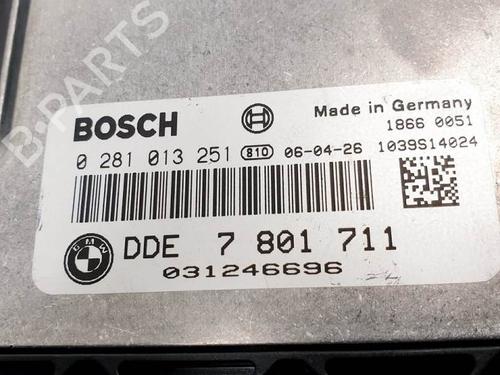 B-PARTS
BOSCH
Made in Germany
1866 0051
0 281 013 251 810 06-04-26 1039S14024
BMW
DDE 7 801 711
031246696